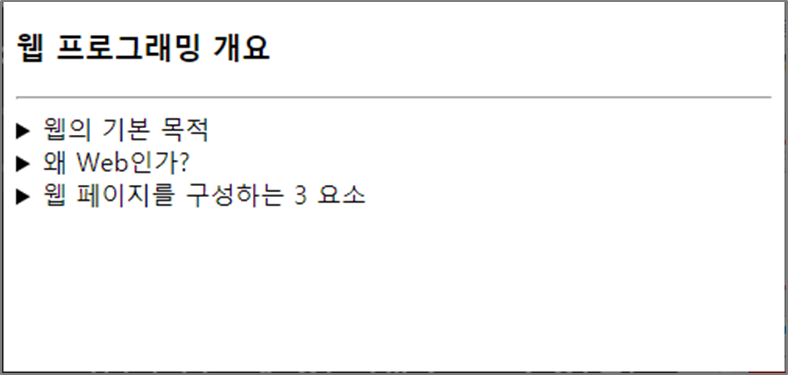 웹 프로그래밍 개요
▶ 웹의 기본 목적
▶ 왜 Web인가?
▶ 웹 페이지를 구성하는 3 요소